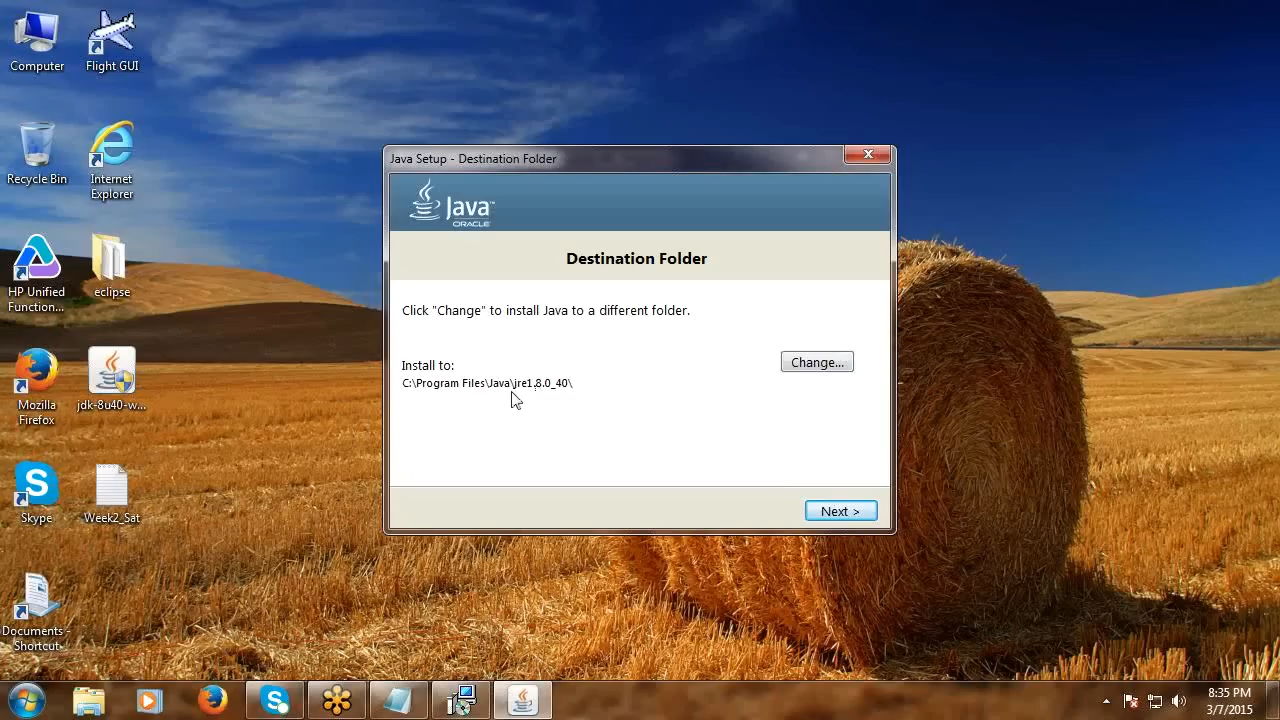 Computer
Flight GUI
Recycle Bin
Internet
Explorer
HP Unified
Function...
eclipse
Mozilla
Firefox
jdk-8u40-w...
Skype
Week2_Sat
Documents -
Shortcut
Java Setup - Destination Folder
Java™
ORACLE
Destination Folder
Click "Change" to install Java to a different folder.
Install to:
Change...
C:\Program Files\Java\jre1.8.0_40\
Next >
8:35 PM
3/7/2015